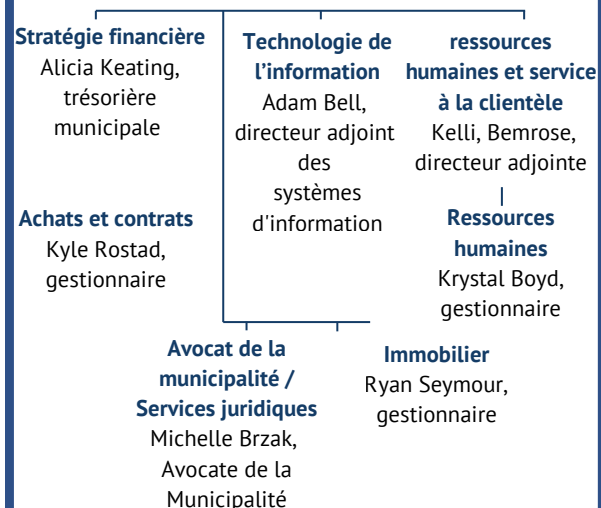 Stratégie financière
Alicia Keating,
trésorière
municipale
Technologie de
l’information
Adam Bell,
directeur adjoint
des
systèmes
d'information
ressources
humaines et service
à la clientèle
Kelli, Bemrose,
directeur adjointe
Achats et contrats
Kyle Rostad,
gestionnaire
Ressources
humaines
Krystal Boyd,
gestionnaire
Avocat de la
municipalité /
Services juridiques
Michelle Brzak,
Avocate de la
Municipalité
Immobilier
Ryan Seymour,
gestionnaire